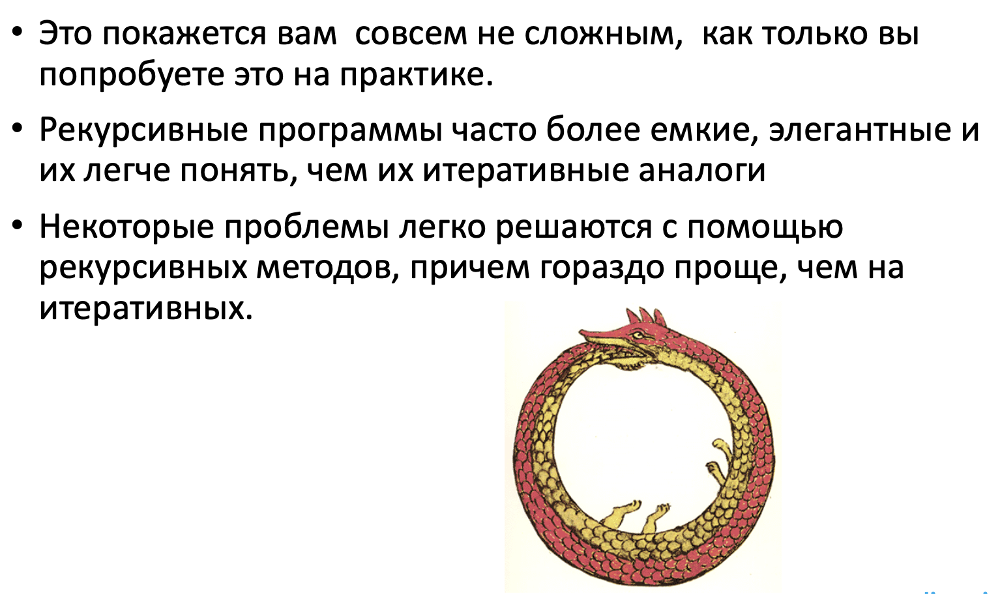 • Это покажется вам совсем не сложным, как только вы
попробуете это на практике.
• Рекурсивные программы часто более емкие, элегантные и
их легче понять, чем их итеративные аналоги
• Некоторые проблемы легко решаются с помощью
рекурсивных методов, причем гораздо проще, чем на
итеративных.